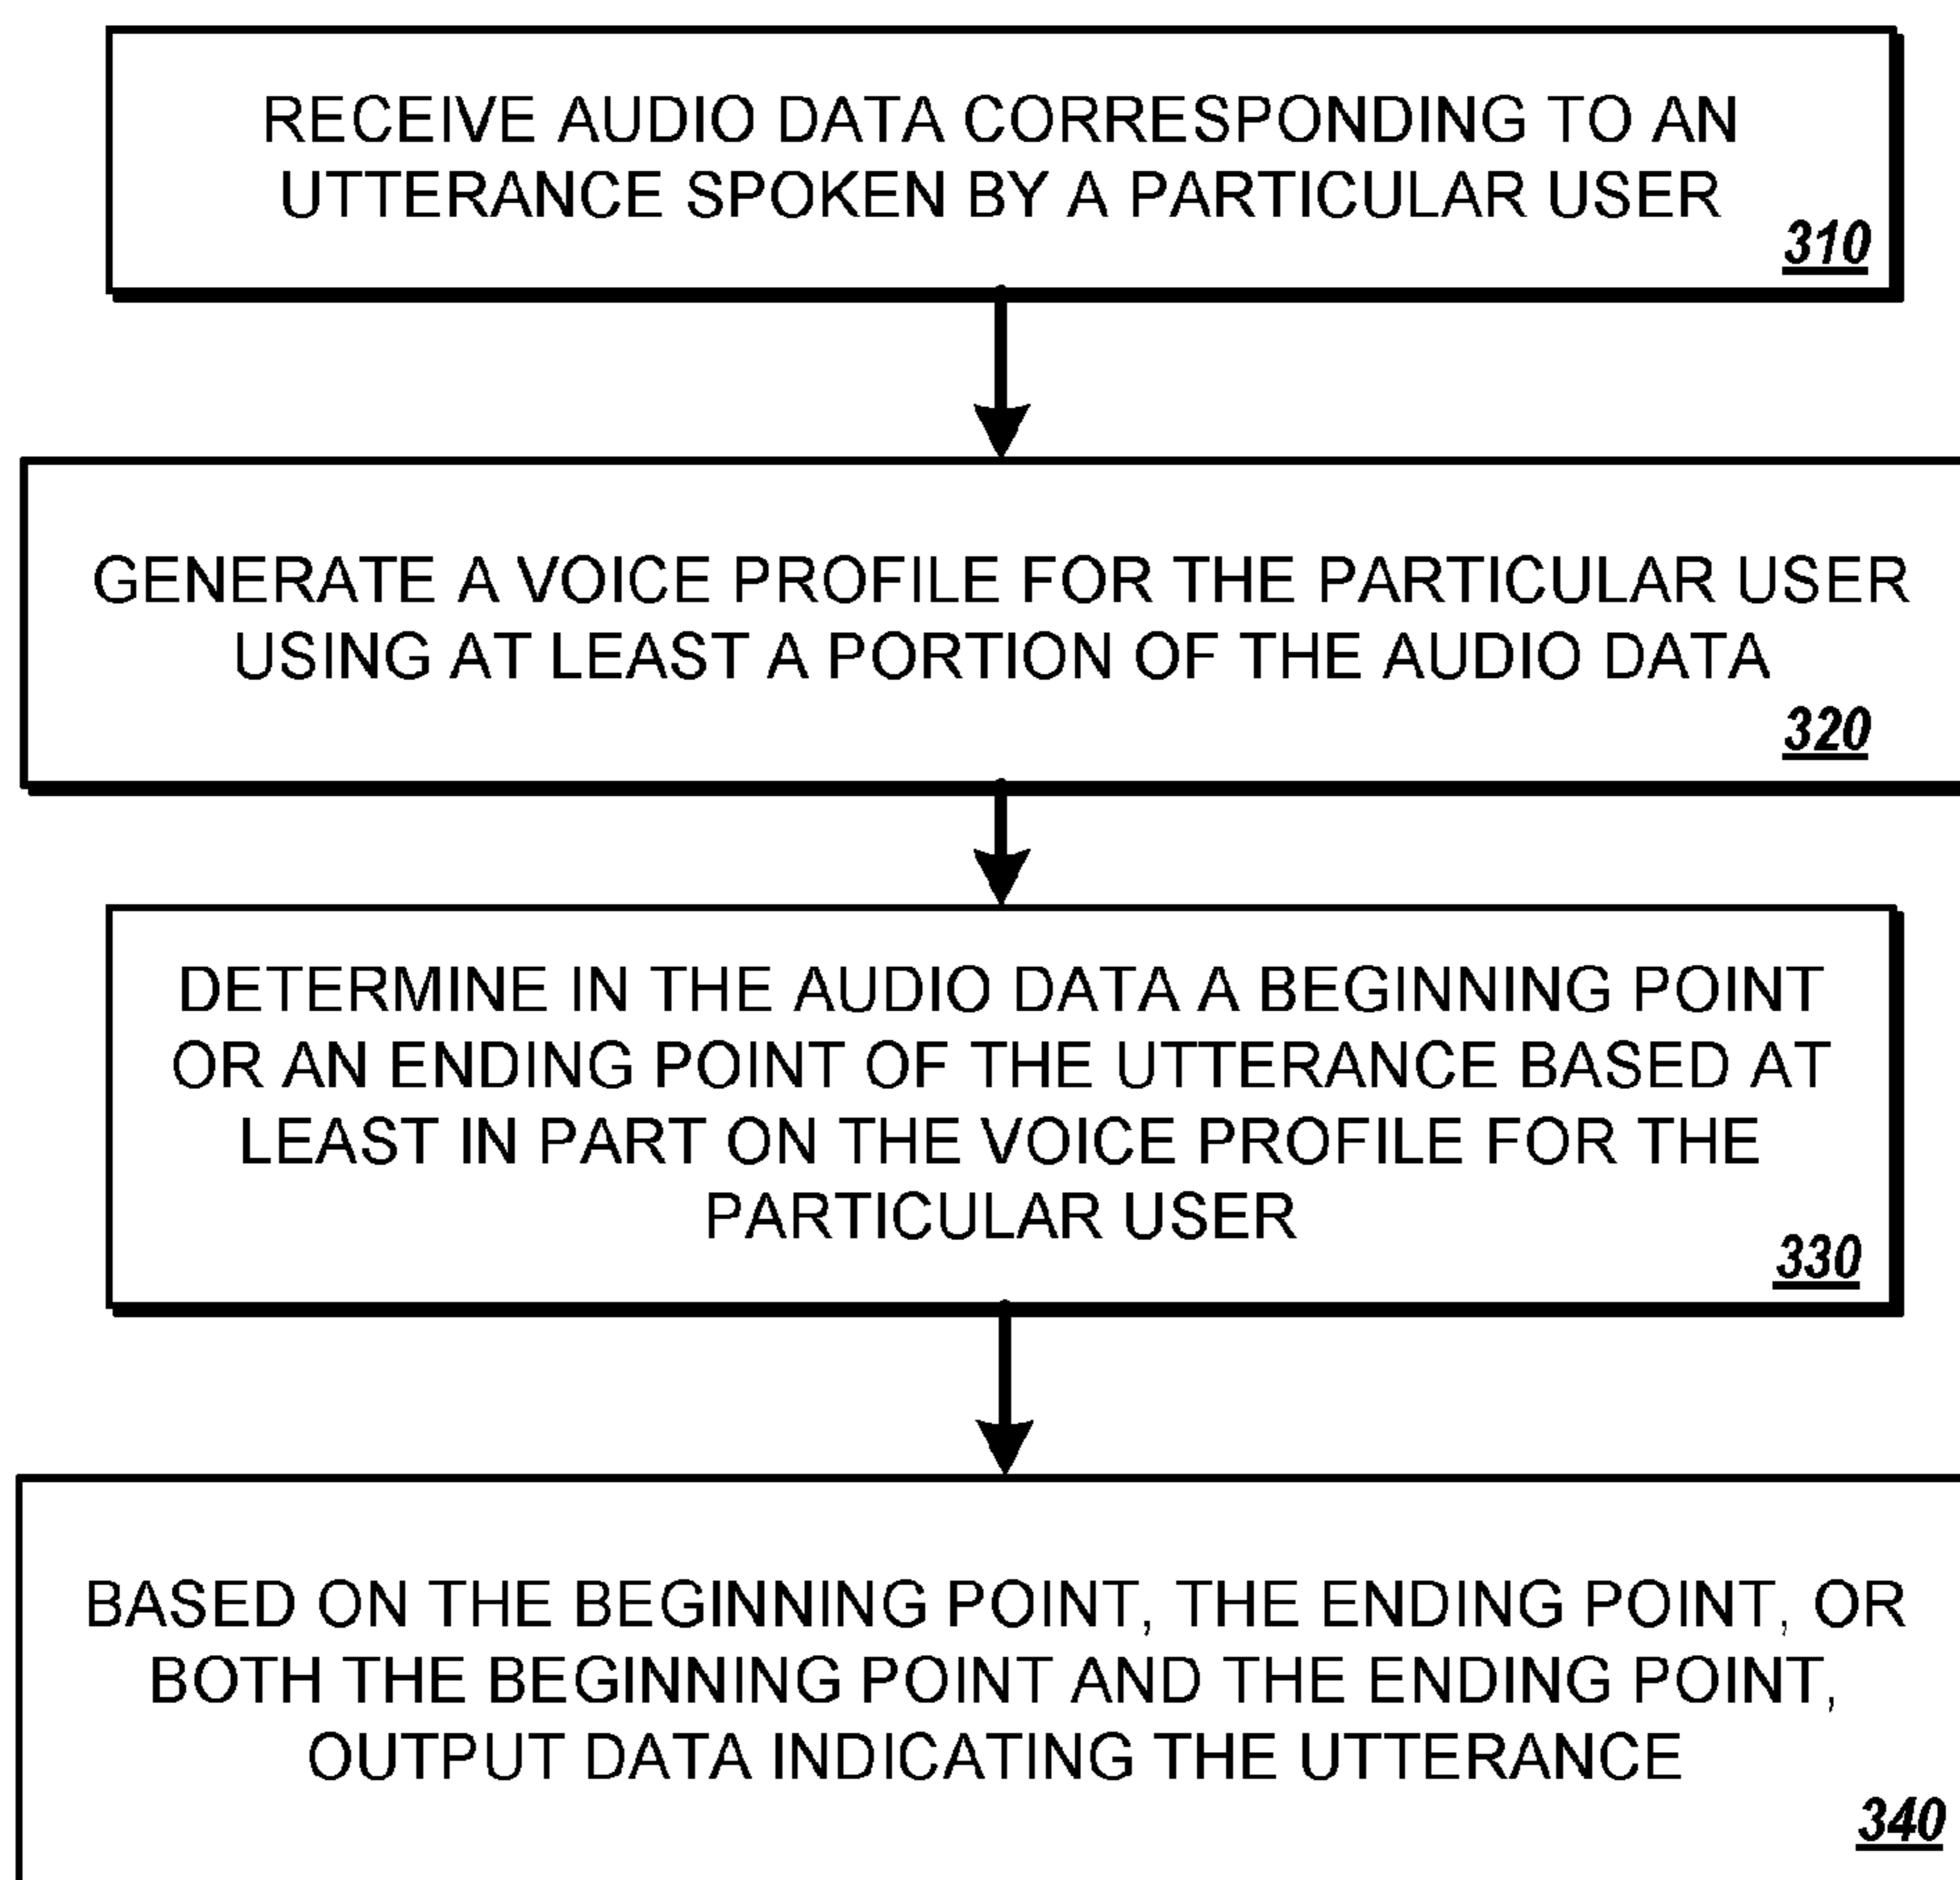 RECEIVE AUDIO DATA CORRESPONDING TO AN
UTTERANCE SPOKEN BY A PARTICULAR USER
310
GENERATE A VOICE PROFILE FOR THE PARTICULAR USER
USING AT LEAST A PORTION OF THE AUDIO DATA
320
DETERMINE IN THE AUDIO DATA A BEGINNING POINT
OR AN ENDING POINT OF THE UTTERANCE BASED AT
LEAST IN PART ON THE VOICE PROFILE FOR THE
PARTICULAR USER
330
BASED ON THE BEGINNING POINT, THE ENDING POINT, OR
BOTH THE BEGINNING POINT AND THE ENDING POINT,
OUTPUT DATA INDICATING THE UTTERANCE
340